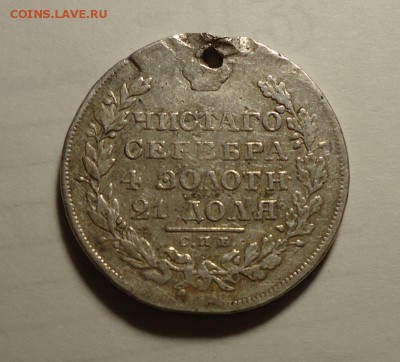 COINS.LAVE.RU
ЧИСТАГО
СЕРЕБРА
4 ЗОЛОТН
21 ДОЛЯ
С.П.Б.